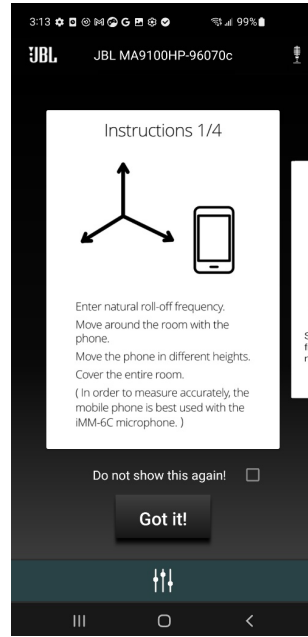 3:13 G 99%
JBL JBL MA9100HP-96070c
Instructions 1/4
Enter natural roll-off frequency.
Move around the room with the
phone.
Move the phone in different heights.
Cover the entire room.
( In order to measure accurately, the
mobile phone is best used with the
iMM-6C microphone. )
Do not show this again!
Got it!